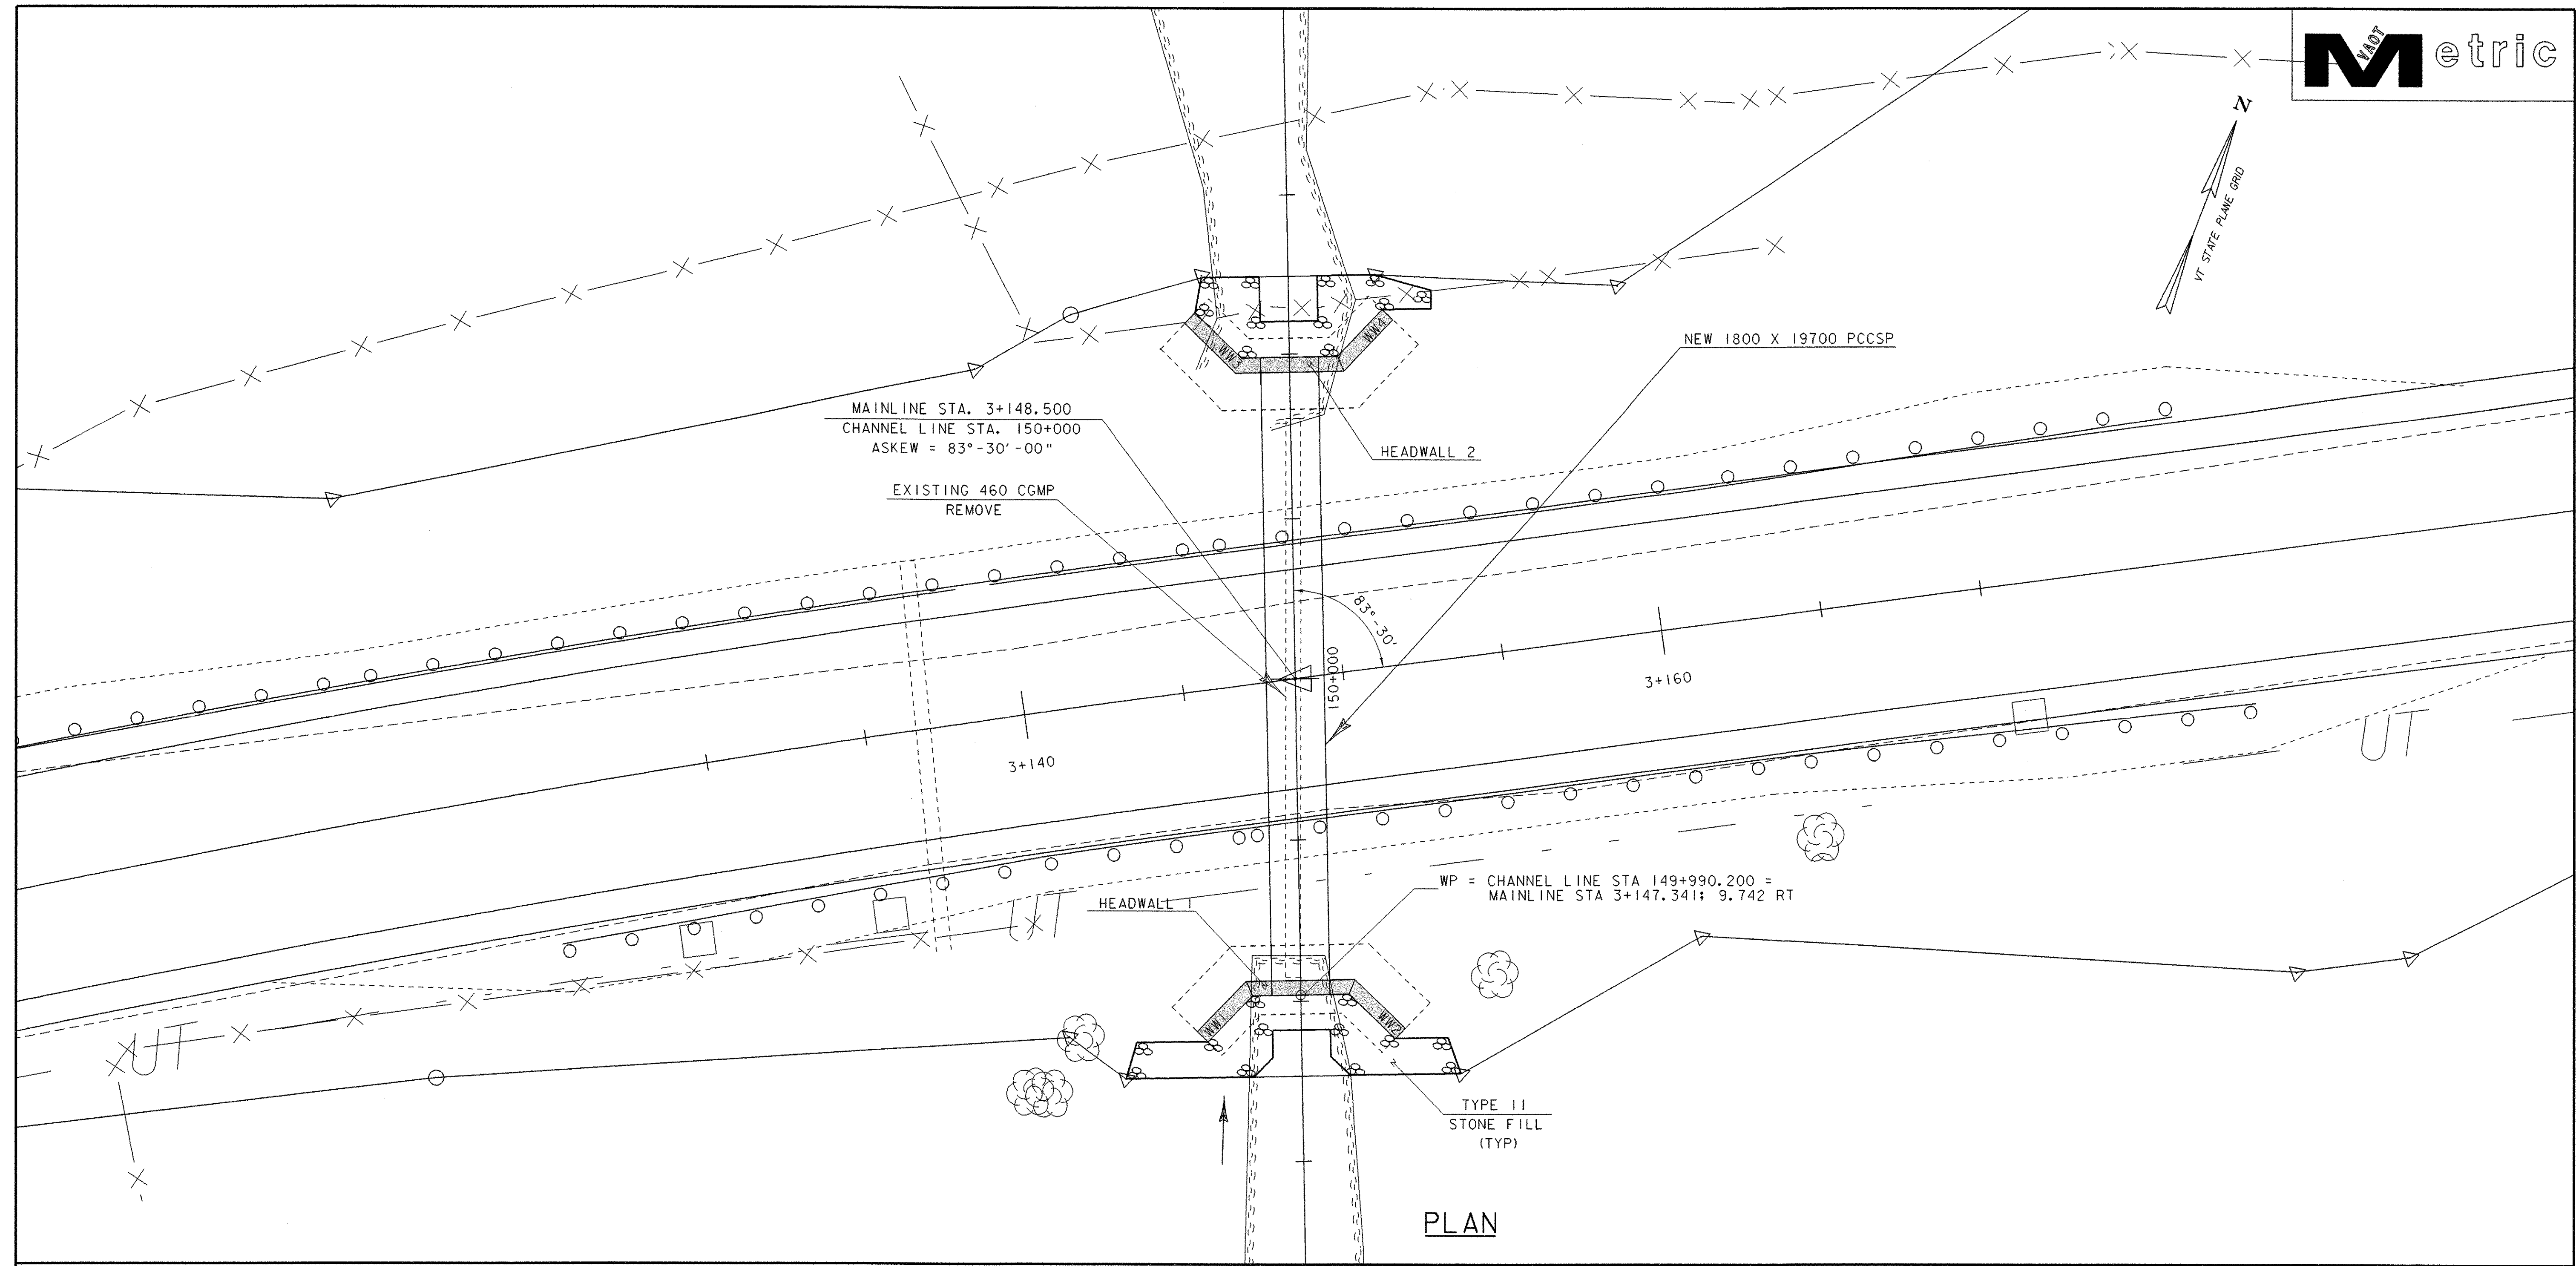 VAOT
Metric
N
VT STATE PLANE GRID
NEW 1800 X 19700 PCCSP
WW3
WW4
MAINLINE STA. 3+148.500
CHANNEL LINE STA. 150+000
ASKEW = 83°-30'-00"
HEADWALL 2
EXISTING 460 CGMP
REMOVE
83°-30'
150+000
3+160
3+140
UT
WP = CHANNEL LINE STA 149+990.200 =
MAINLINE STA 3+147.341; 9.742 RT
HEADWALL 1
UT
UT
WW1
WW2
TYPE II
STONE FILL
(TYP)
PLAN